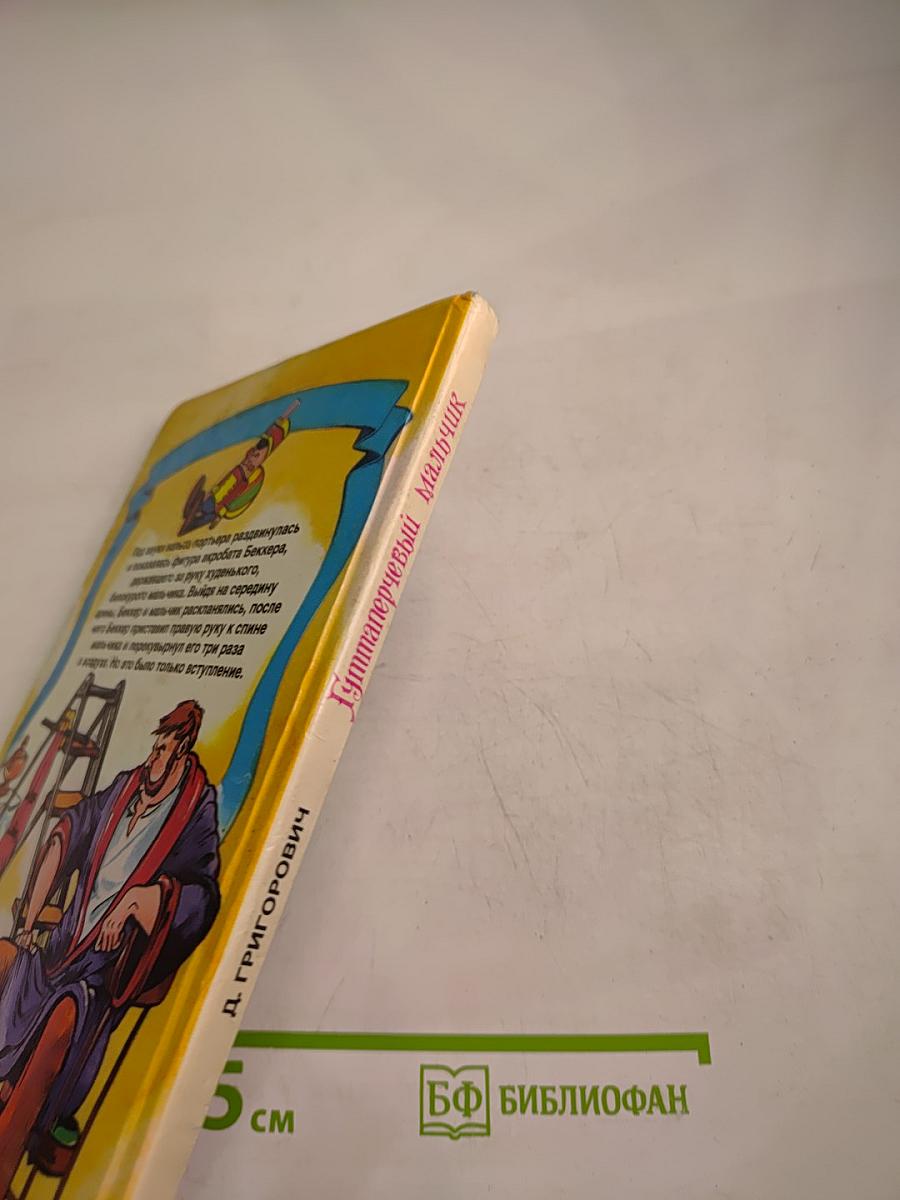 Под звуки вальса портьера раздвинулась
и показалась фигура акробата Беккера,
державшего за руку худенького,
белокурого мальчика. Выйдя на середину
арены, Беккер и мальчик раскланялись, после
чего Беккер приставил правую руку к спине
мальчика и перекувырнул его три раза
в воздухе. Но это было только вступление.
Д. ГРИГОРОВИЧ Гуттаперчевый мальчик
5 см
БФ БИБЛИОФАН